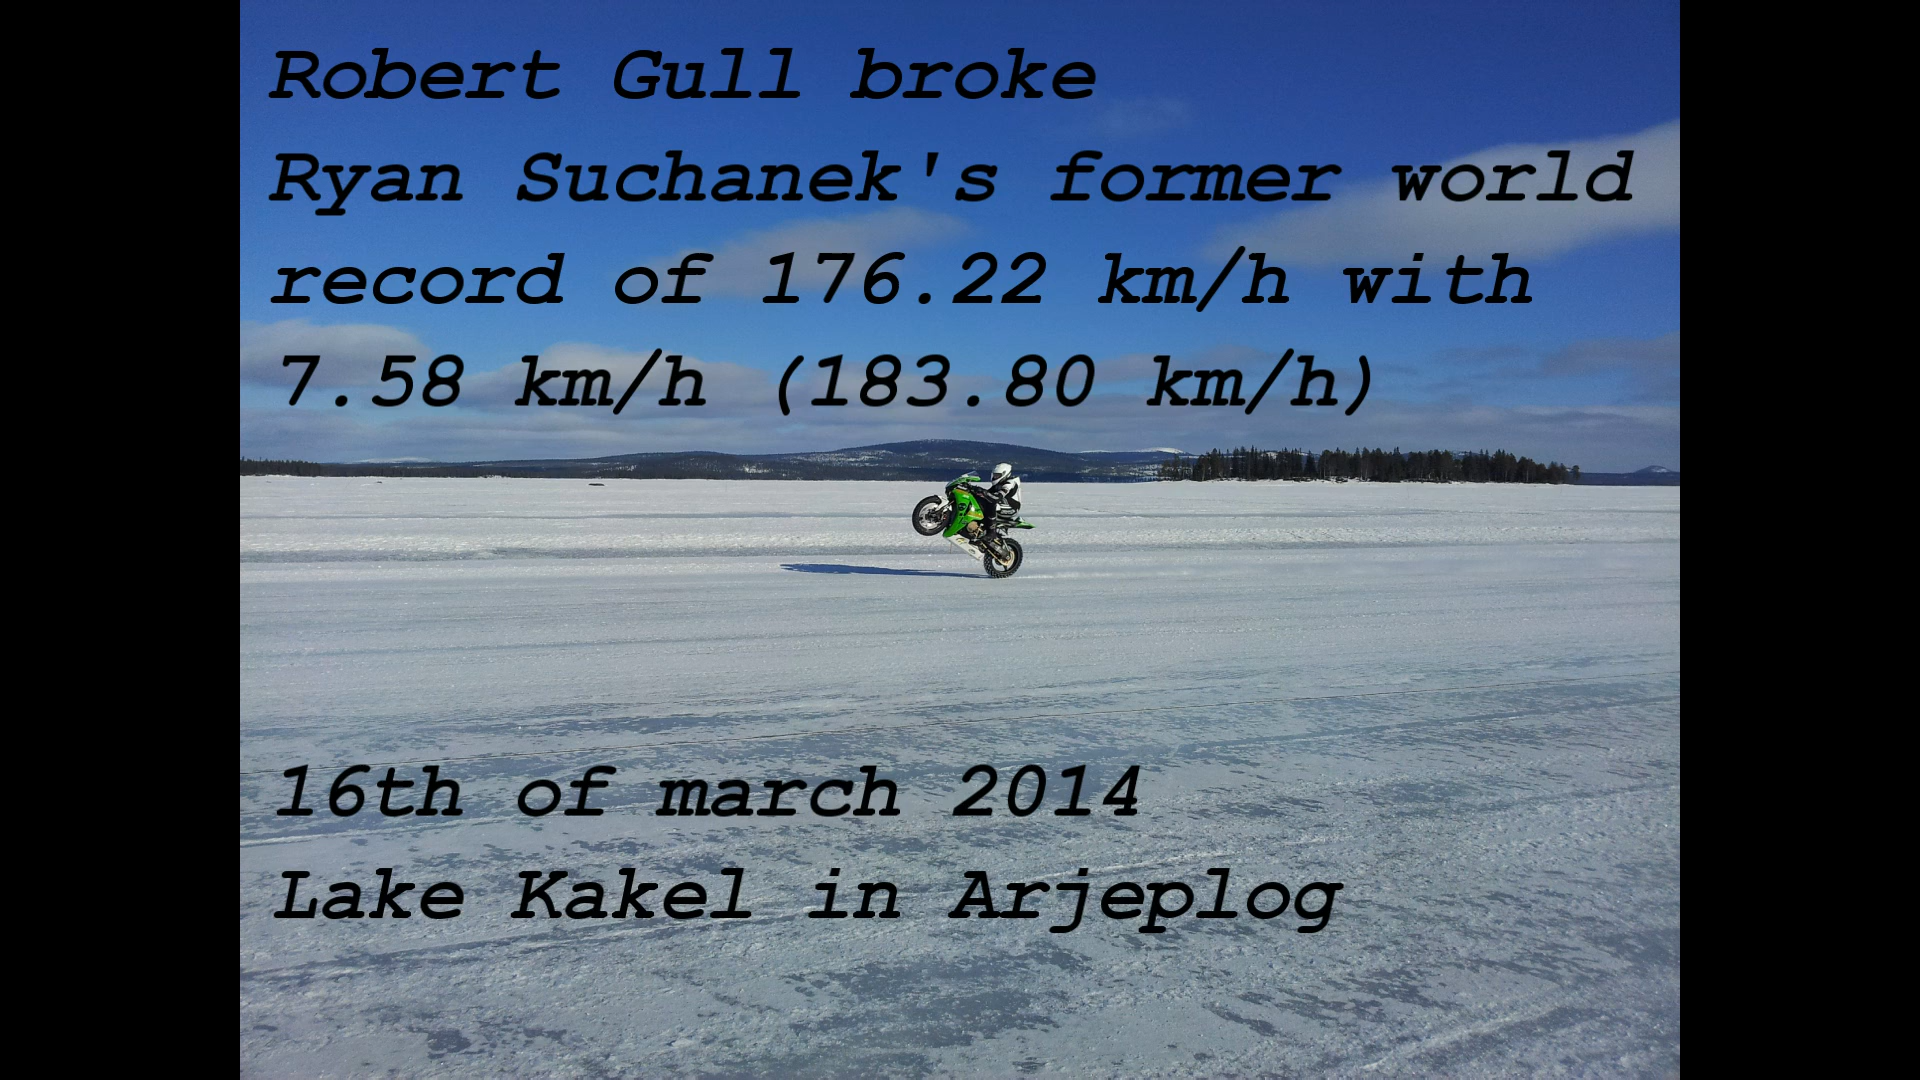 Robert Gull broke
Ryan Suchanek's former world
record of 176.22 km/h with
7.58 km/h (183.80 km/h)
16th of march 2014
Lake Kakel in Arjeplog